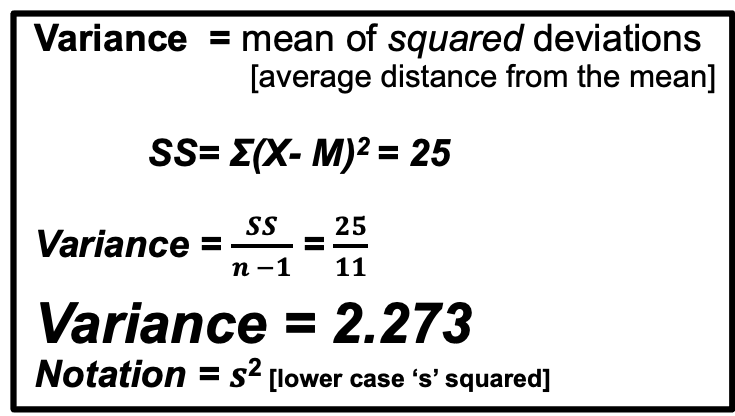 Variance = mean of squared deviations
[average distance from the mean]
SS= Σ(X- M)² = 25
Variance = SS / n −1 = 25 / 11
Variance = 2.273
Notation = s² [lower case ‘s’ squared]